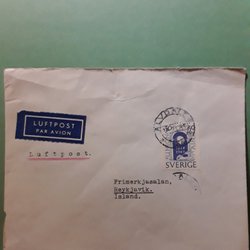 LUFTPOST
PAR AVION
Luftpost.
SVERIGE
Frimerkjasalan,
Reykjavik.
Island.